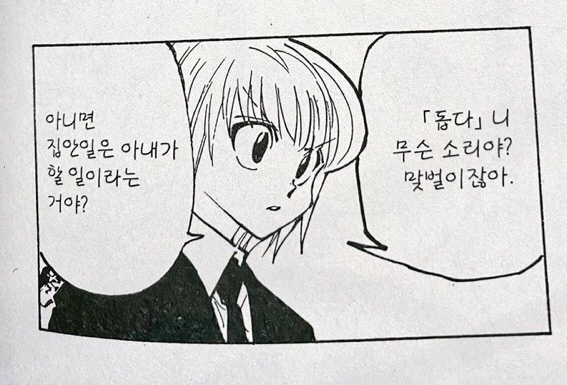 「돕다」니
무슨 소리야?
맞벌이잖아.
아니면
집안일은 아내가
할 일이라는
거야?